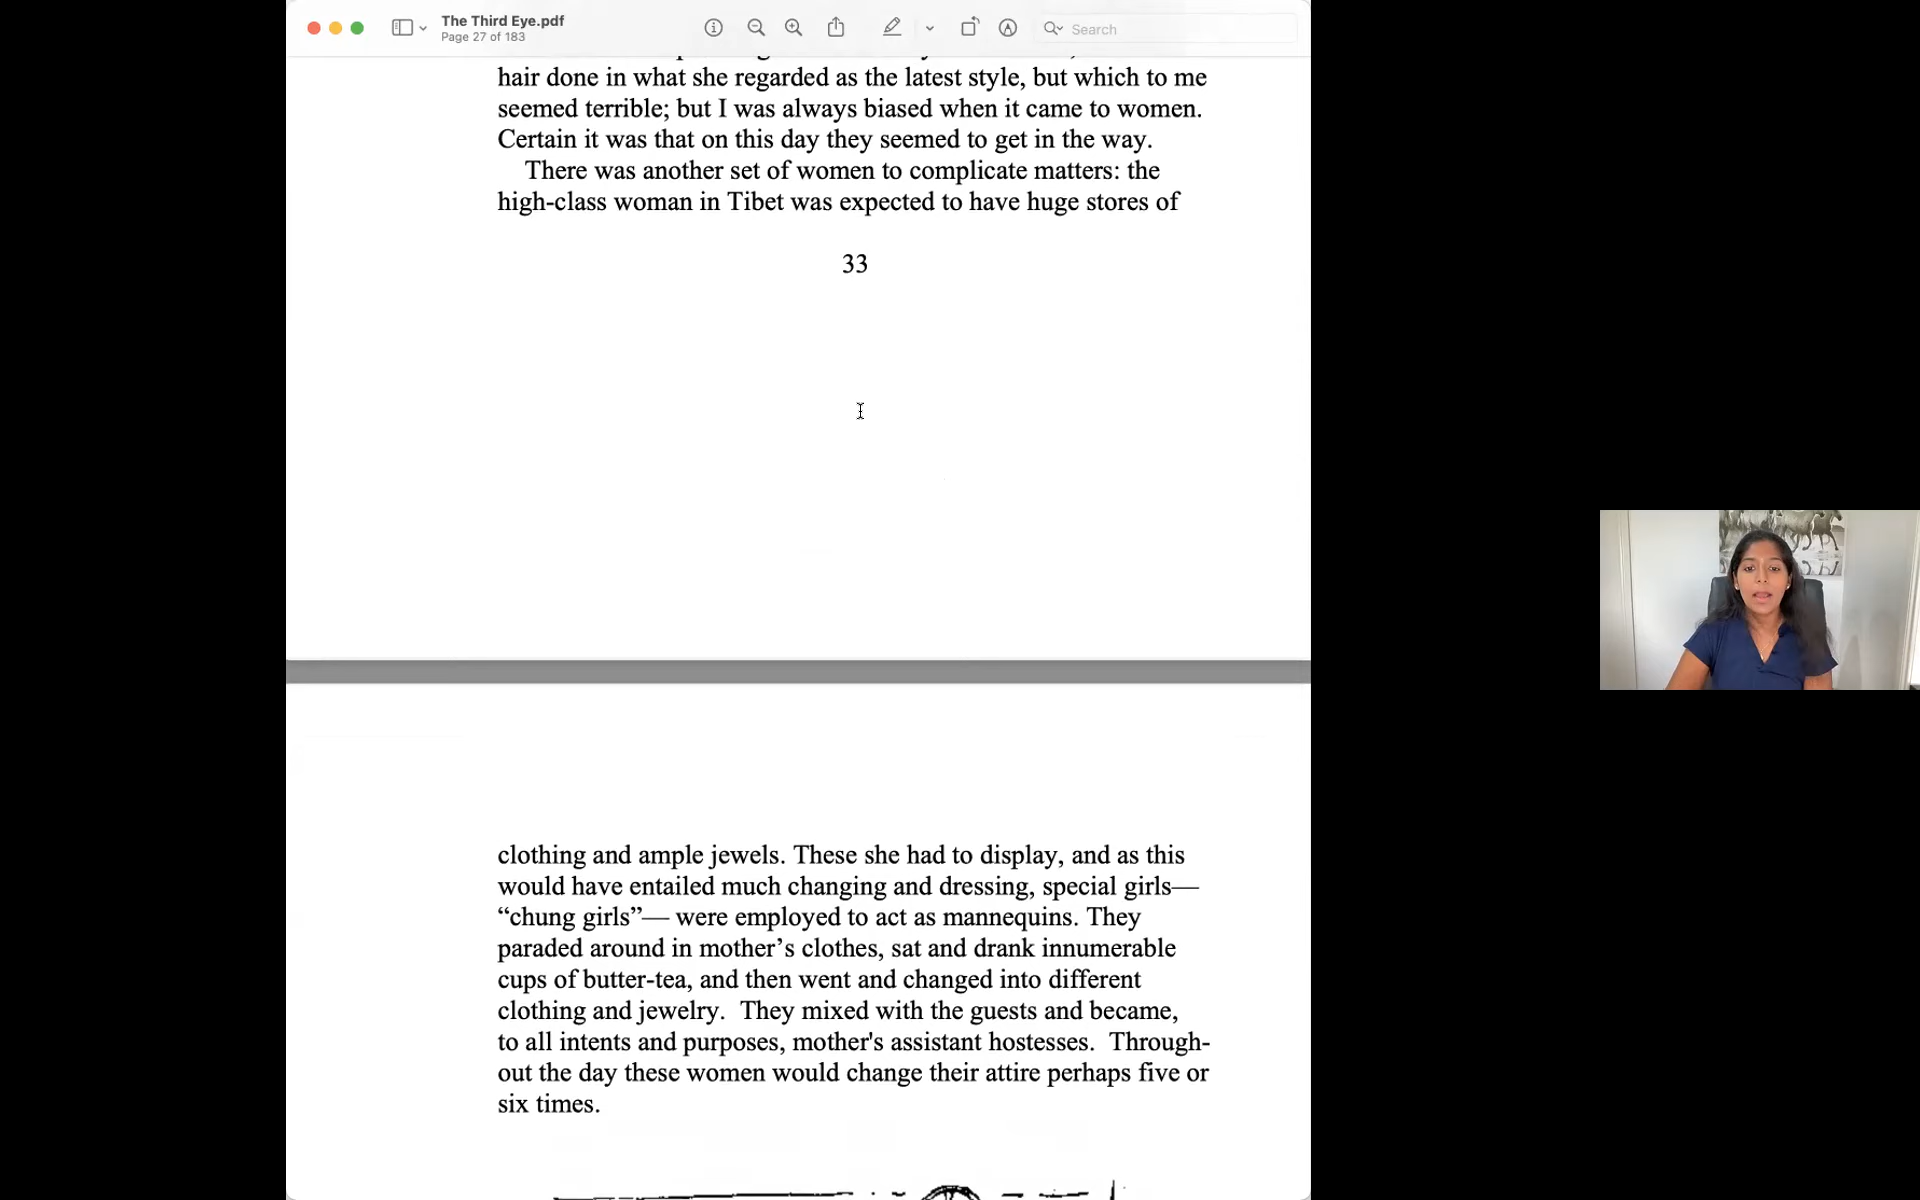 The Third Eye.pdf
Page 27 of 183
Search
hair done in what she regarded as the latest style, but which to me
seemed terrible; but I was always biased when it came to women.
Certain it was that on this day they seemed to get in the way.
There was another set of women to complicate matters: the
high-class woman in Tibet was expected to have huge stores of
33
clothing and ample jewels. These she had to display, and as this
would have entailed much changing and dressing, special girls—
“chung girls”— were employed to act as mannequins. They
paraded around in mother’s clothes, sat and drank innumerable
cups of butter-tea, and then went and changed into different
clothing and jewelry.  They mixed with the guests and became,
to all intents and purposes, mother's assistant hostesses.  Through-
out the day these women would change their attire perhaps five or
six times.